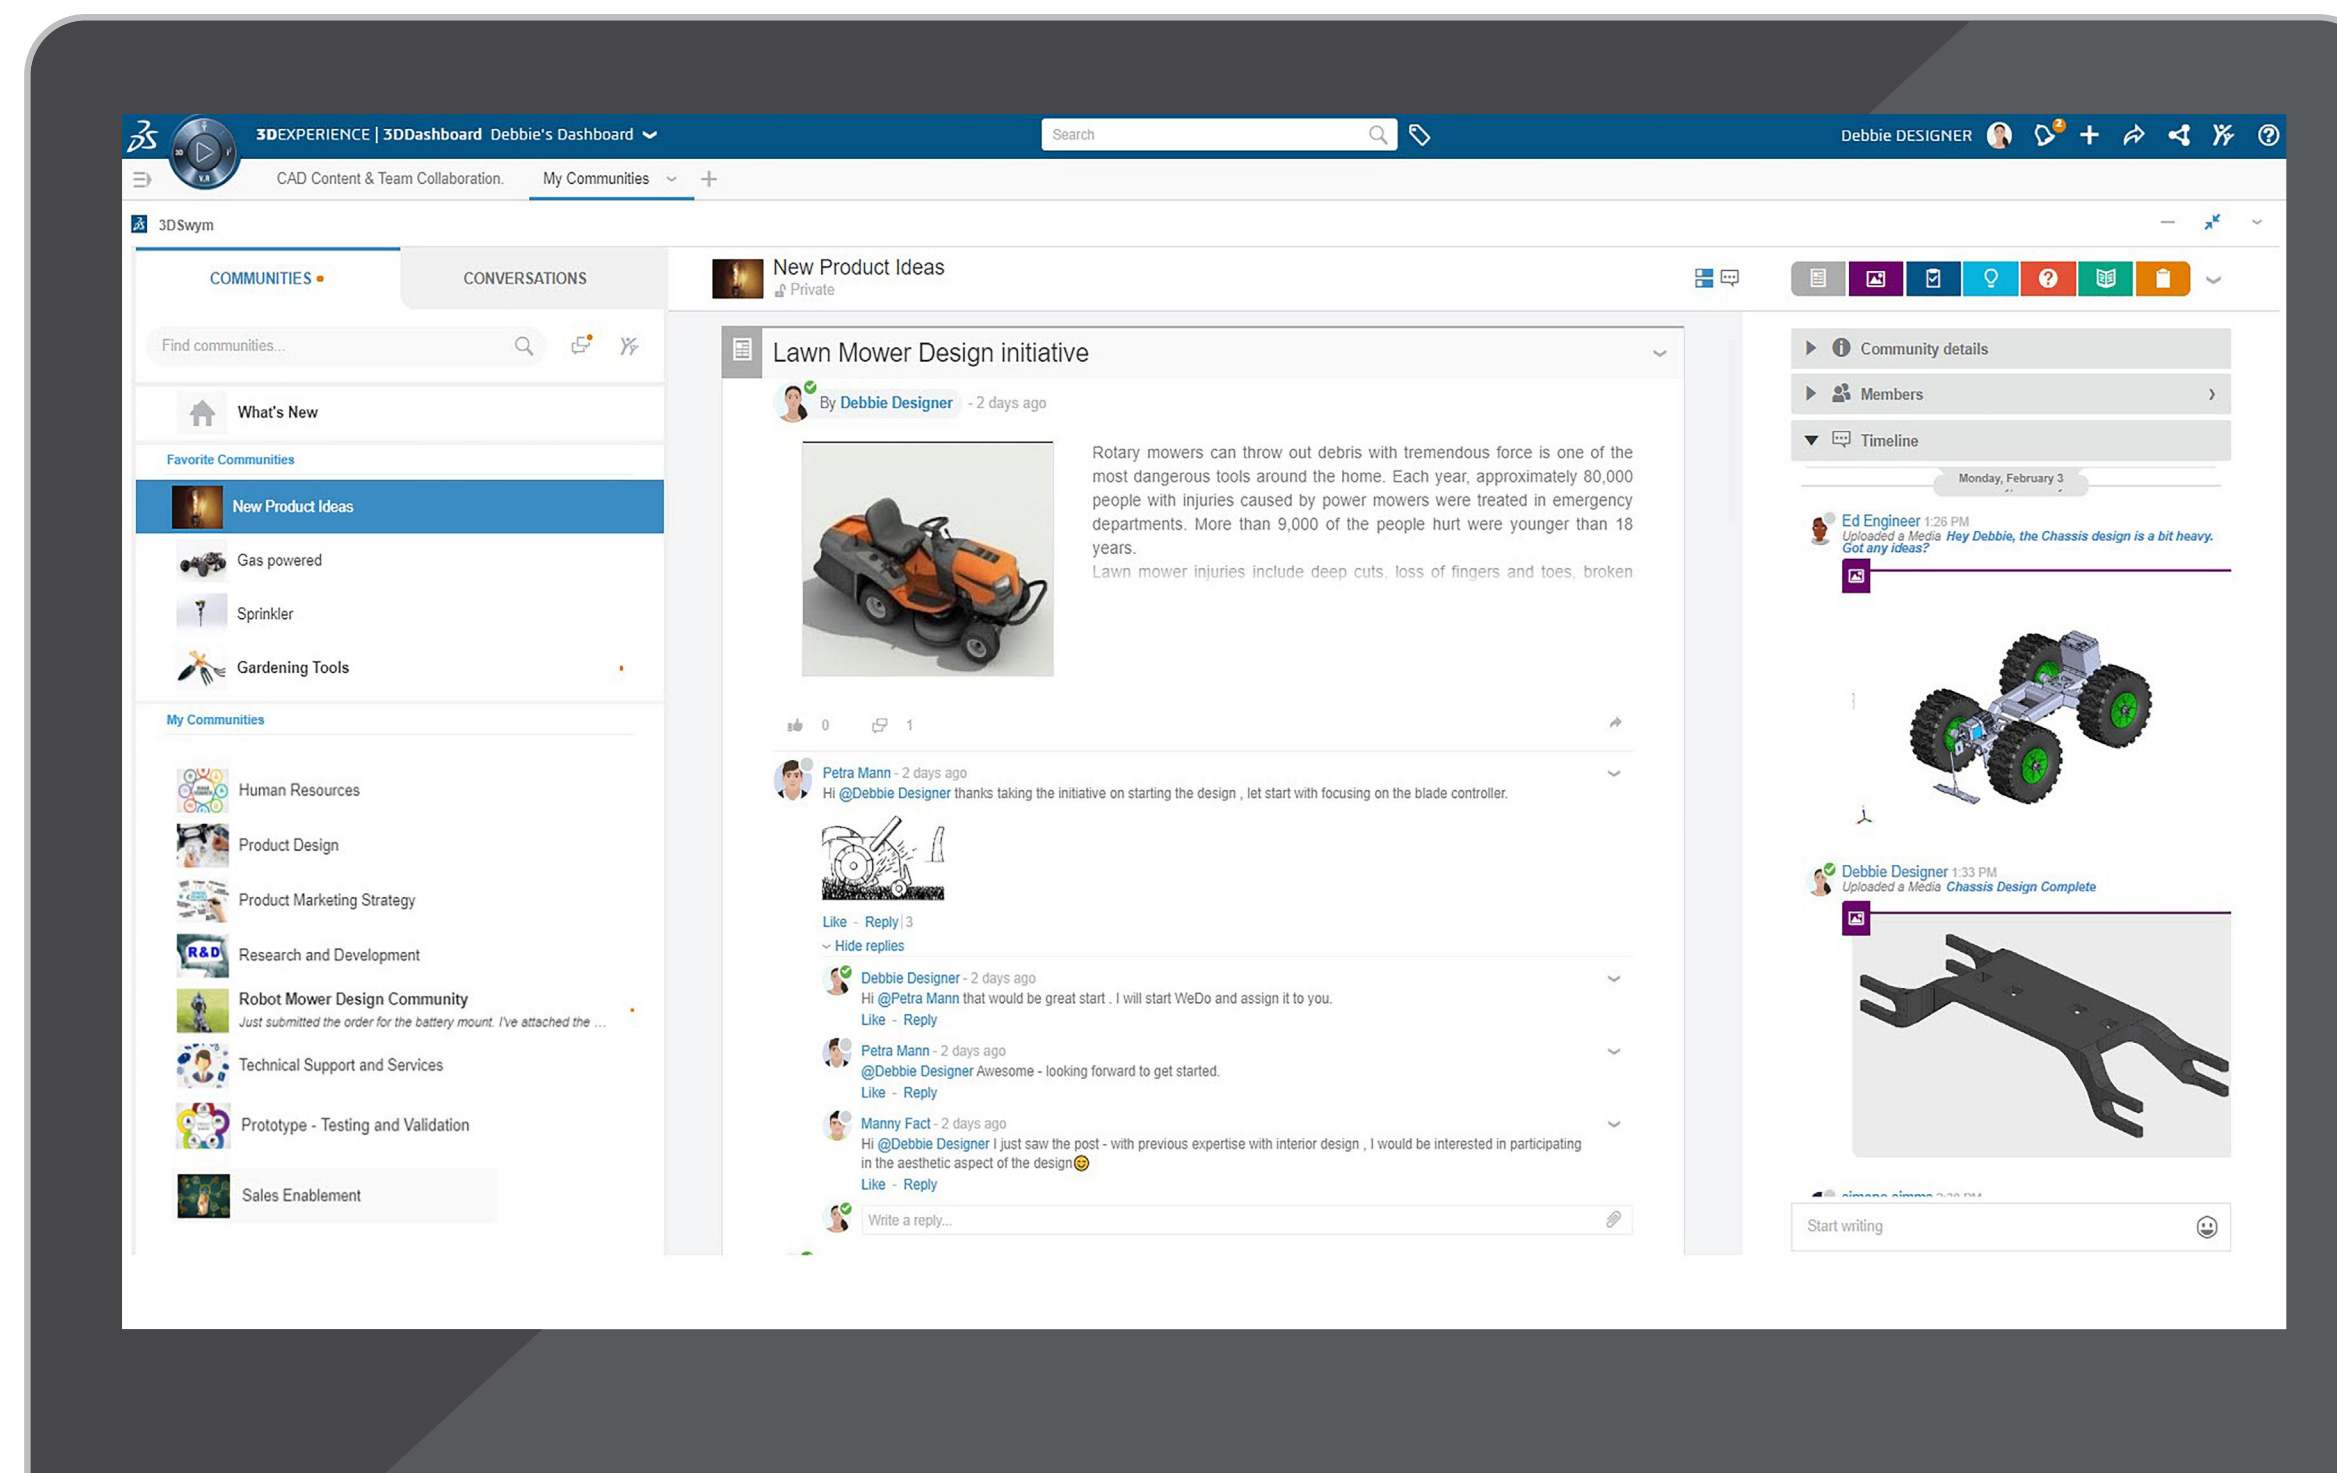 3DEXPERIENCE | 3DDashboard Debbie's Dashboard
Search
Debbie DESIGNER
2
3D
V.R
CAD Content & Team Collaboration.
My Communities
3DSwym
COMMUNITIES
CONVERSATIONS
Find communities...
What's New
Favorite Communities
New Product Ideas
Gas powered
Sprinkler
Gardening Tools
My Communities
Human Resources
Product Design
Product Marketing Strategy
R&D
Research and Development
Robot Mower Design Community
Just submitted the order for the battery mount. I've attached the ...
Technical Support and Services
Prototype - Testing and Validation
Sales Enablement
New Product Ideas
Private
Lawn Mower Design initiative
By Debbie Designer - 2 days ago
Rotary mowers can throw out debris with tremendous force is one of the
most dangerous tools around the home. Each year, approximately 80,000
people with injuries caused by power mowers were treated in emergency
departments. More than 9,000 of the people hurt were younger than 18
years.
Lawn mower injuries include deep cuts, loss of fingers and toes, broken
0 1
Petra Mann - 2 days ago
Hi @Debbie Designer thanks taking the initiative on starting the design , let start with focusing on the blade controller.
Like - Reply | 3
Hide replies
Debbie Designer - 2 days ago
Hi @Petra Mann that would be great start . I will start WeDo and assign it to you.
Like - Reply
Petra Mann - 2 days ago
@Debbie Designer Awesome - looking forward to get started.
Like - Reply
Manny Fact - 2 days ago
Hi @Debbie Designer I just saw the post - with previous expertise with interior design , I would be interested in participating
in the aesthetic aspect of the design
Like - Reply
Write a reply...
Community details
Members
Timeline
Monday, February 3
Ed Engineer 1:26 PM
Uploaded a Media Hey Debbie, the Chassis design is a bit heavy.
Got any ideas?
Debbie Designer 1:33 PM
Uploaded a Media Chassis Design Complete
Start writing